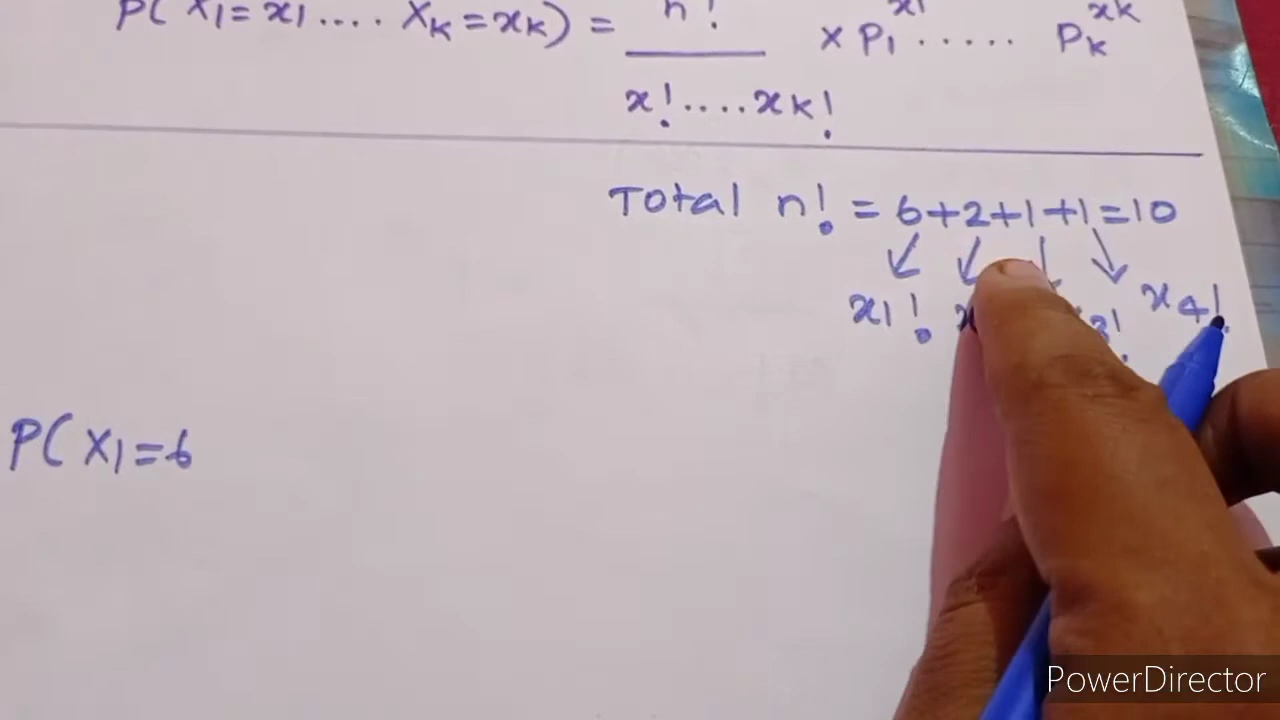 P( X1 = x1 .... Xk = xk) = n! × P1^x1 ..... Pk^xk
x! .... xk!
Total n! = 6+2+1+1=10
x1! x 3! x4!
P( X1 = 6
PowerDirector